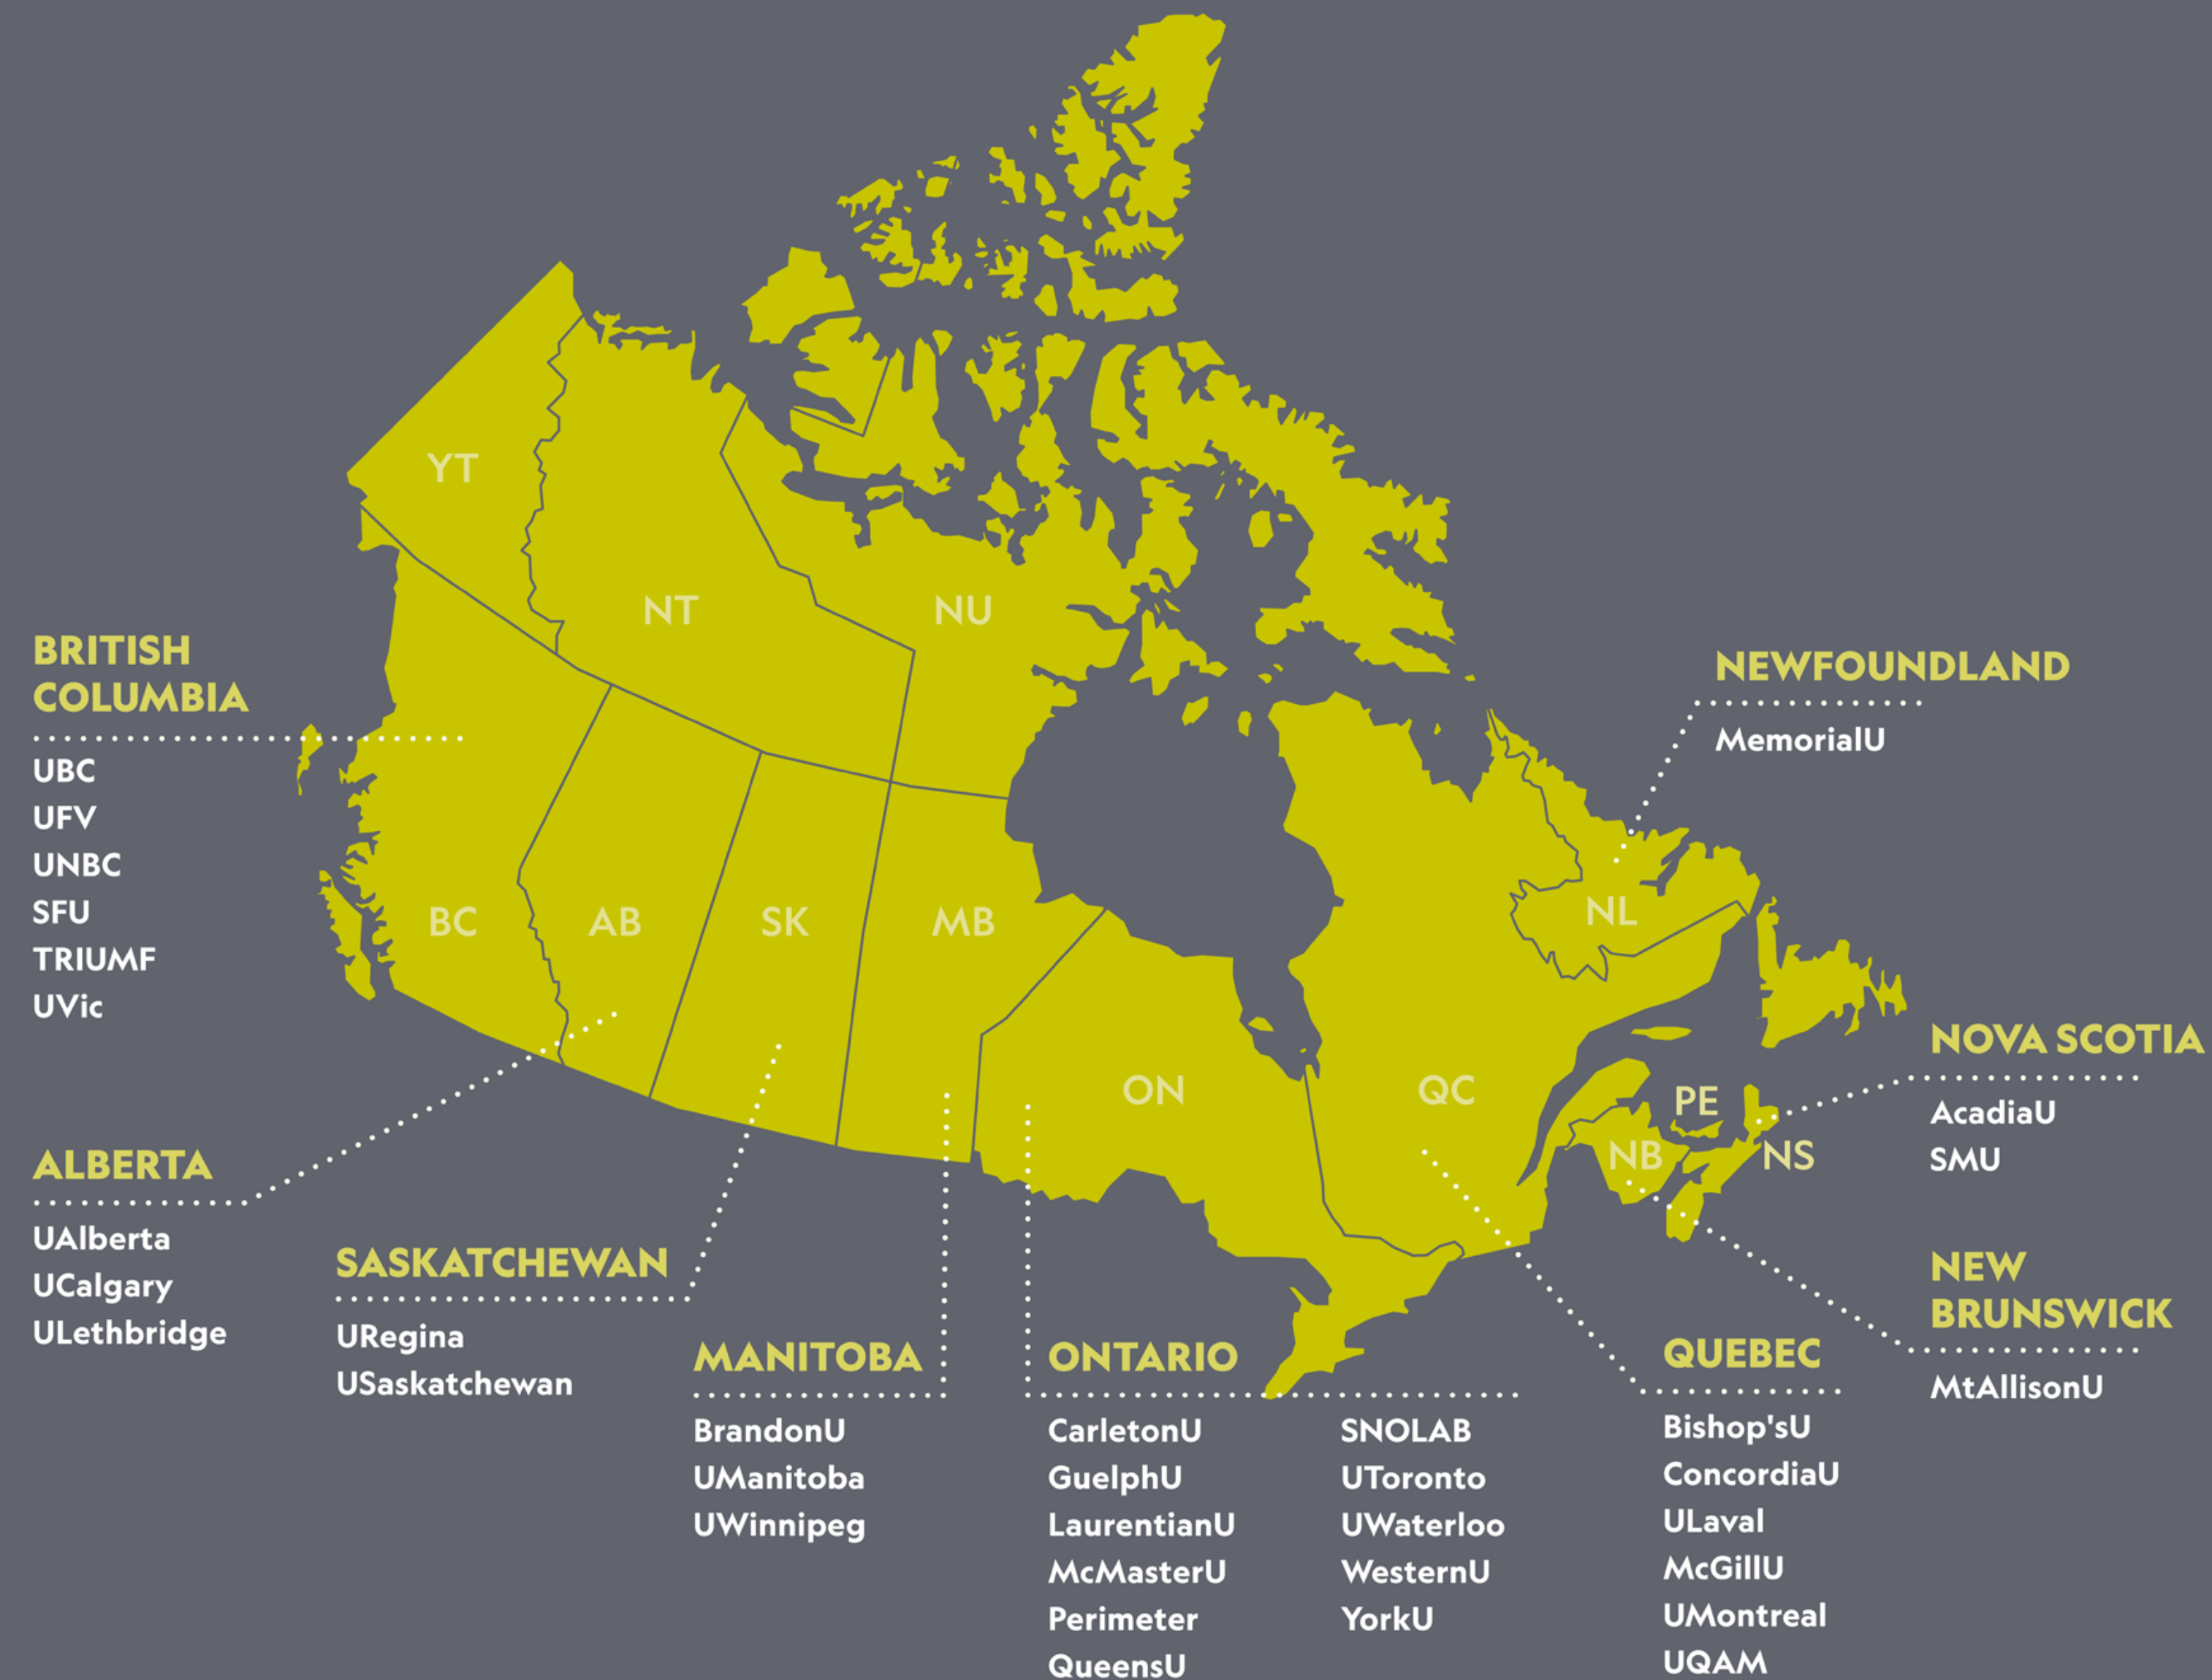 YT
NT
NU
BC
AB
SK
MB
ON
QC
NL
PE
NB
NS
BRITISH
COLUMBIA
UBC
UFV
UNBC
SFU
TRIUMF
UVic
ALBERTA
UAlberta
UCalgary
ULethbridge
SASKATCHEWAN
URegina
USaskatchewan
MANITOBA
BrandonU
UManitoba
UWinnipeg
ONTARIO
CarletonU
GuelphU
LaurentianU
McMasterU
Perimeter
QueensU
SNOLAB
UToronto
UWaterloo
WesternU
YorkU
QUEBEC
Bishop'sU
ConcordiaU
ULaval
McGillU
UMontreal
UQAM
NEW
BRUNSWICK
MtAllisonU
NOVA SCOTIA
AcadiaU
SMU
NEWFOUNDLAND
MemorialU